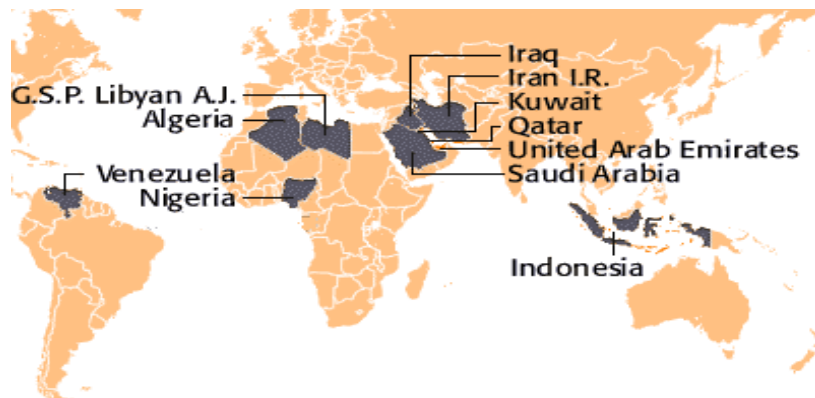 Iraq
Iran I.R.
Kuwait
Qatar
United Arab Emirates
Saudi Arabia
G.S.P. Libyan A.J.
Algeria
Venezuela
Nigeria
Indonesia